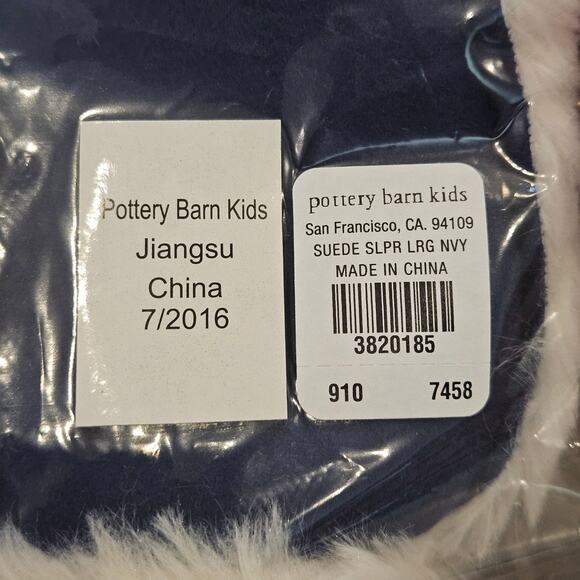 Pottery Barn Kids
Jiangsu
China
7/2016
pottery barn kids
San Francisco, CA. 94109
SUEDE SLPR LRG NVY
MADE IN CHINA
3820185
910 7458